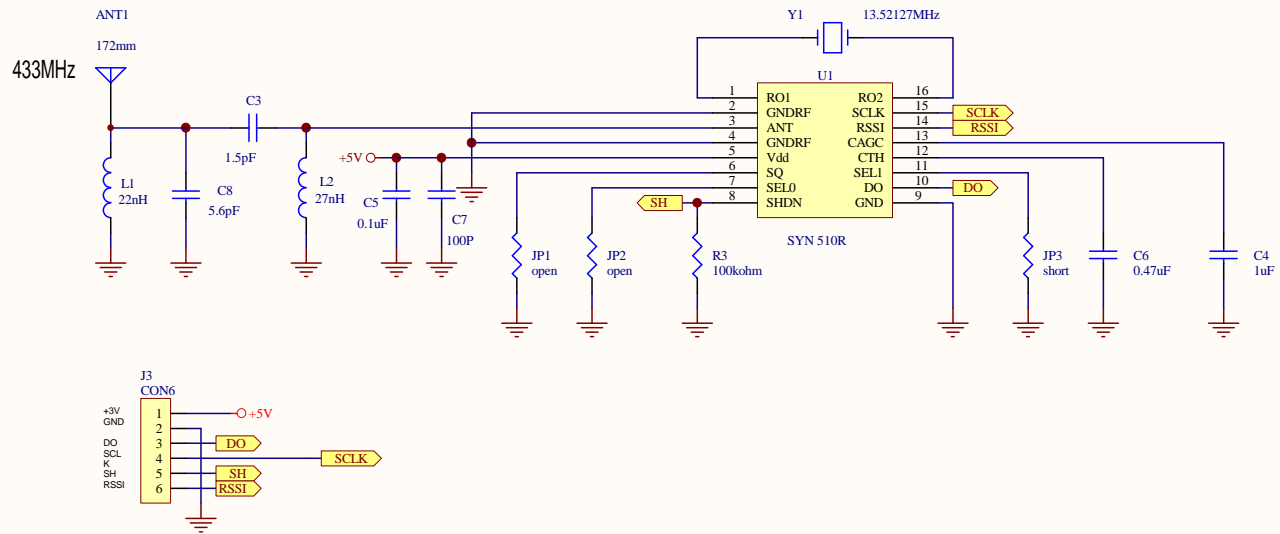 ANT1
172mm
433MHz
C3
1.5pF
L1
22nH
C8
5.6pF
L2
27nH
+5V
C5
0.1uF
C7
100P
Y1
13.52127MHz
U1
1 RO1 RO2 16
2 GNDRF SCLK 15 SCLK
3 ANT RSSI 14 RSSI
4 GNDRF CAGC 13
5 Vdd CTH 12
6 SQ SEL1 11
7 SEL0 DO 10 DO
SH 8 SHDN GND 9
SYN 510R
JP1
open
JP2
open
R3
100kohm
JP3
short
C6
0.47uF
C4
1uF
J3
CON6
+3V 1 +5V
GND 2
DO 3 DO
SCL
K 4 SCLK
SH 5 SH
RSSI 6 RSSI